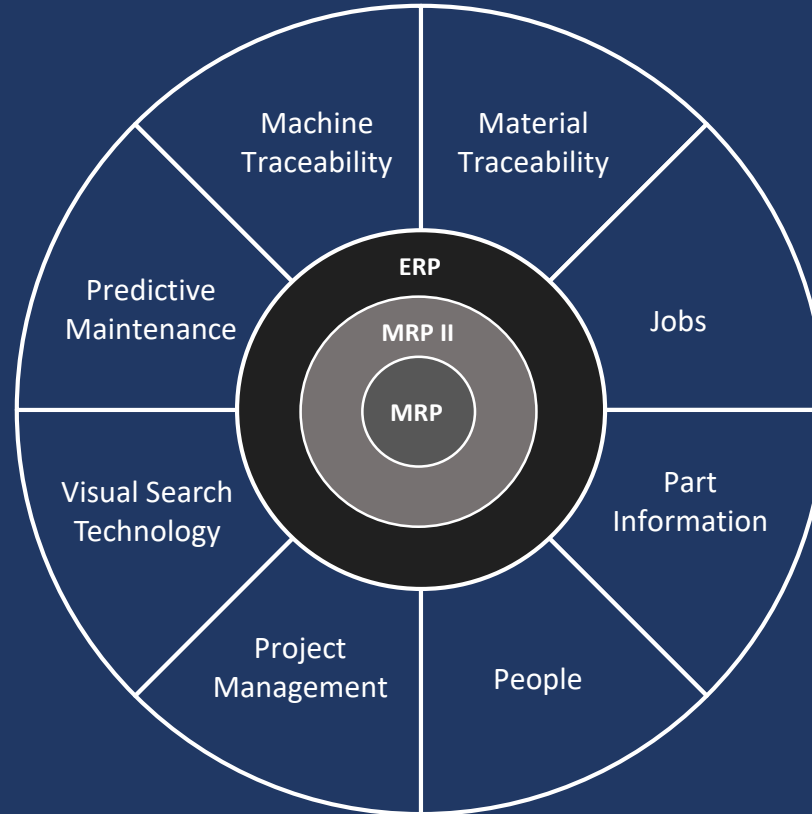 Machine
Traceability
Material
Traceability
Predictive
Maintenance
ERP
MRP II
MRP
Jobs
Visual Search
Technology
Part
Information
Project
Management
People